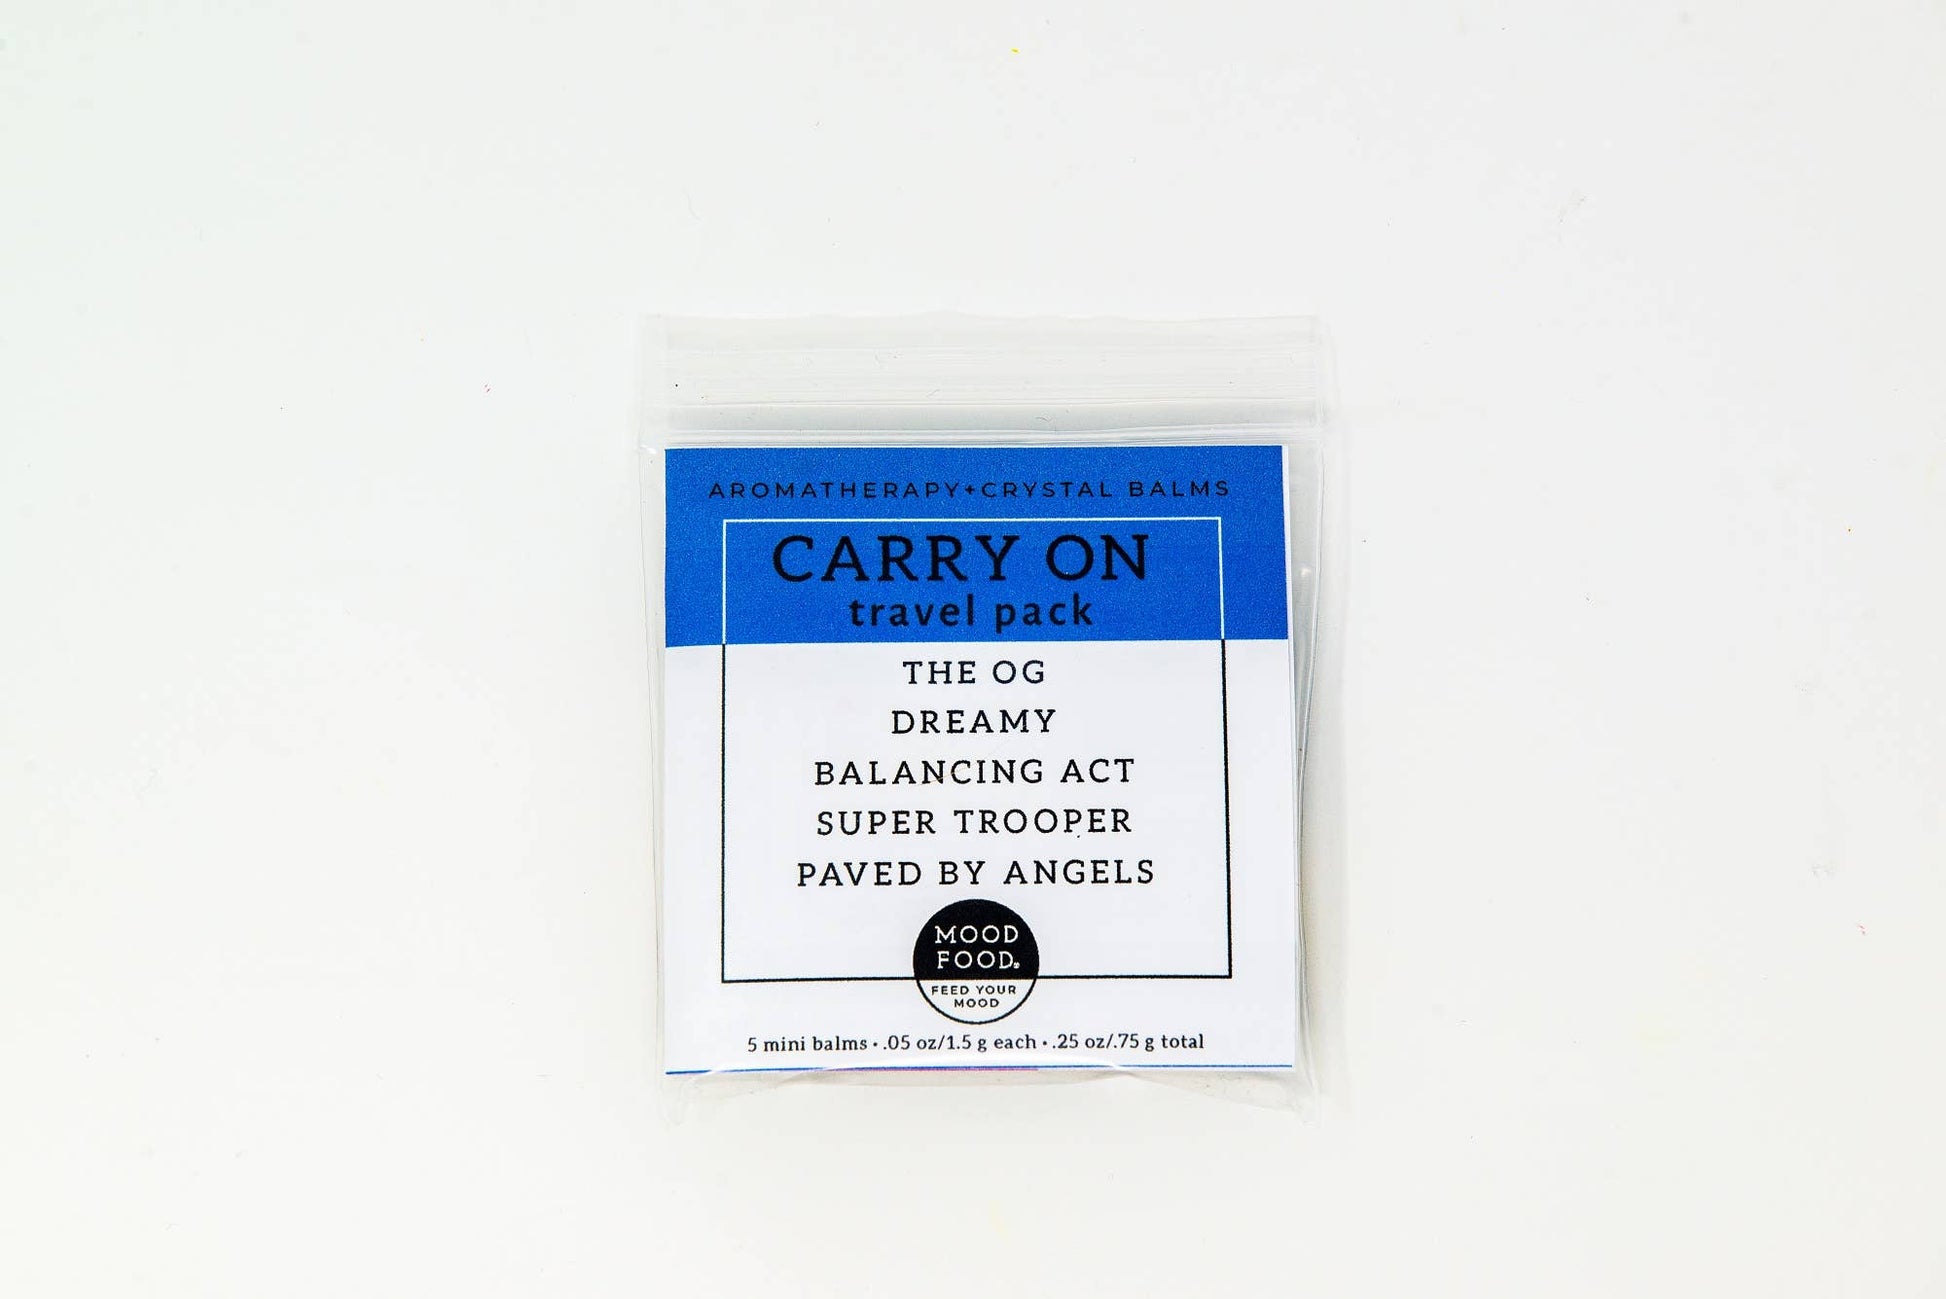 AROMATHERAPY+CRYSTAL BALMS
CARRY ON
travel pack
THE OG
DREAMY
BALANCING ACT
SUPER TROOPER
PAVED BY ANGELS
MOOD
FOOD®
FEED YOUR
MOOD
5 mini balms • .05 oz/1.5 g each • .25 oz/.75 g total